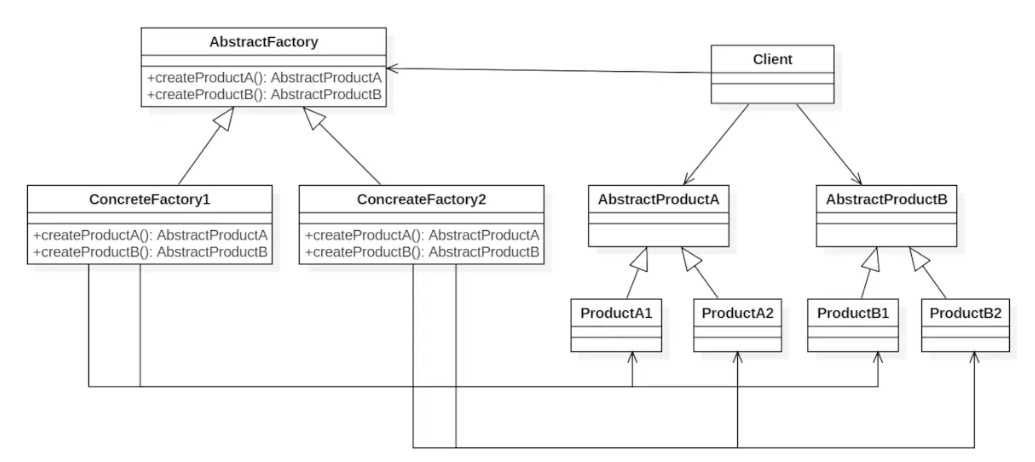 AbstractFactory
+createProductA(): AbstractProductA
+createProductB(): AbstractProductB
Client
ConcreteFactory1
+createProductA(): AbstractProductA
+createProductB(): AbstractProductB
ConcreateFactory2
+createProductA(): AbstractProductA
+createProductB(): AbstractProductB
AbstractProductA
AbstractProductB
ProductA1
ProductA2
ProductB1
ProductB2